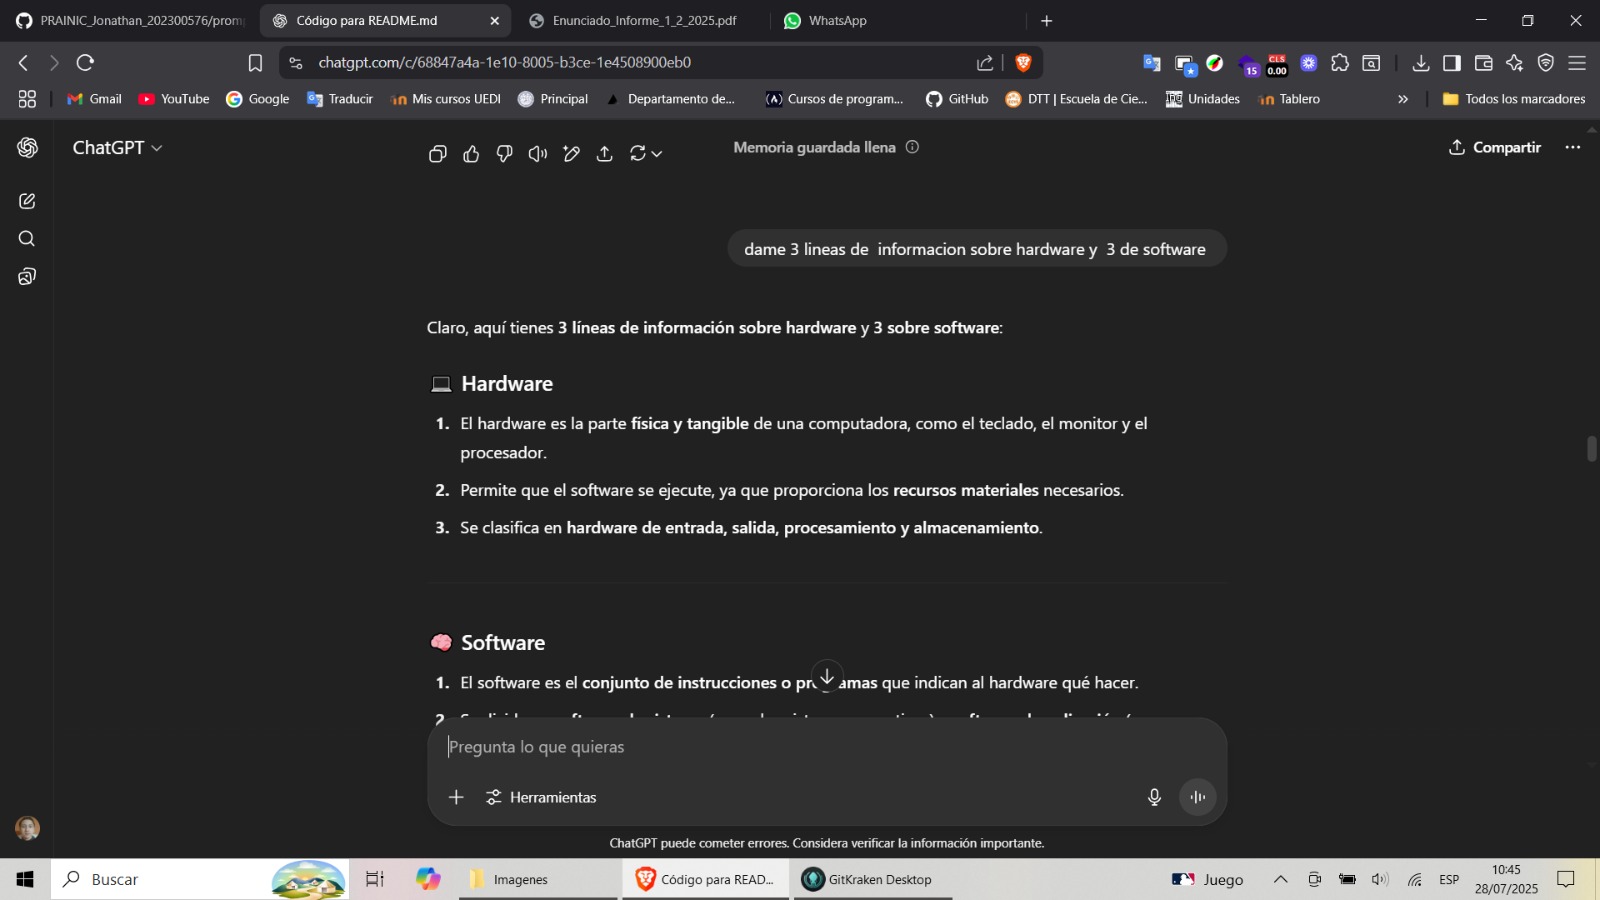 PRAINIC_Jonathan_202300576/prom
Código para README.md
Enunciado_Informe_1_2_2025.pdf
WhatsApp
chatgpt.com/c/68847a4a-1e10-8005-b3ce-1e4508900eb0
15
CLS
0.00
Gmail
YouTube
Google
Traducir
Mis cursos UEDI
Principal
Departamento de...
Cursos de program...
GitHub
DTT | Escuela de Cie...
Unidades
Tablero
Todos los marcadores
ChatGPT
Memoria guardada llena
Compartir
dame 3 lineas de informacion sobre hardware y 3 de software
Claro, aquí tienes 3 líneas de información sobre hardware y 3 sobre software:
Hardware
1. El hardware es la parte física y tangible de una computadora, como el teclado, el monitor y el
procesador.
2. Permite que el software se ejecute, ya que proporciona los recursos materiales necesarios.
3. Se clasifica en hardware de entrada, salida, procesamiento y almacenamiento.
Software
1. El software es el conjunto de instrucciones o programas que indican al hardware qué hacer.
2.
Pregunta lo que quieras
Herramientas
ChatGPT puede cometer errores. Considera verificar la información importante.
Buscar
Imagenes
Código para READ...
GitKraken Desktop
Juego
ESP
10:45
28/07/2025